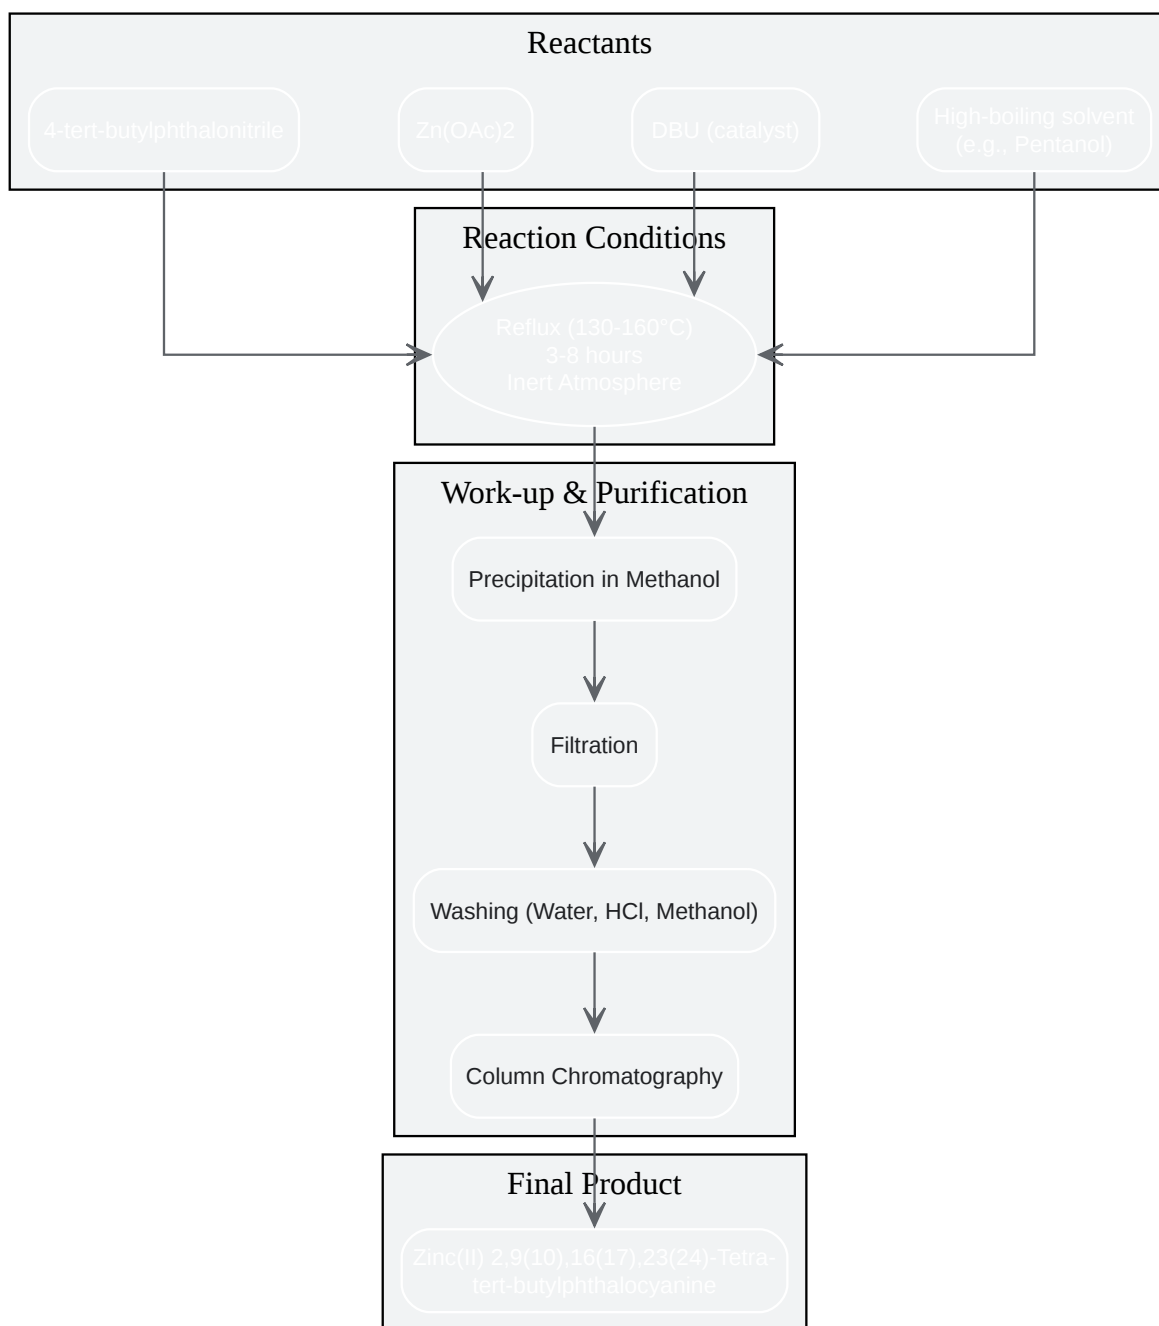 Reactants
4-tert-butylphthalonitrile
Zn(OAc)2
DBU (catalyst)
High-boiling solvent
(e.g., Pentanol)
Reaction Conditions
Reflux (130-160°C)
3-8 hours
Inert Atmosphere
Work-up & Purification
Precipitation in Methanol
Filtration
Washing (Water, HCl, Methanol)
Column Chromatography
Final Product
Zinc(II) 2,9(10),16(17),23(24)-Tetra-
tert-butylphthalocyanine